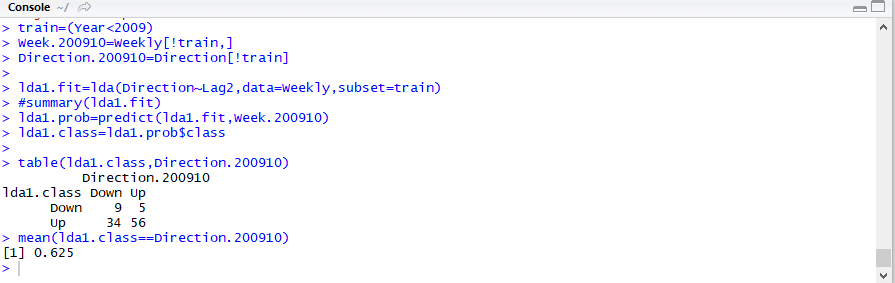 Console ~/
> train=(Year<2009)
> Week.200910=Weekly[!train,]
> Direction.200910=Direction[!train]
>
> lda1.fit=lda(Direction~Lag2,data=Weekly,subset=train)
> #summary(lda1.fit)
> lda1.prob=predict(lda1.fit,Week.200910)
> lda1.class=lda1.prob$class
>
> table(lda1.class,Direction.200910)
          Direction.200910
lda1.class Down Up
      Down    9  5
      Up     34 56
> mean(lda1.class==Direction.200910)
[1] 0.625
>